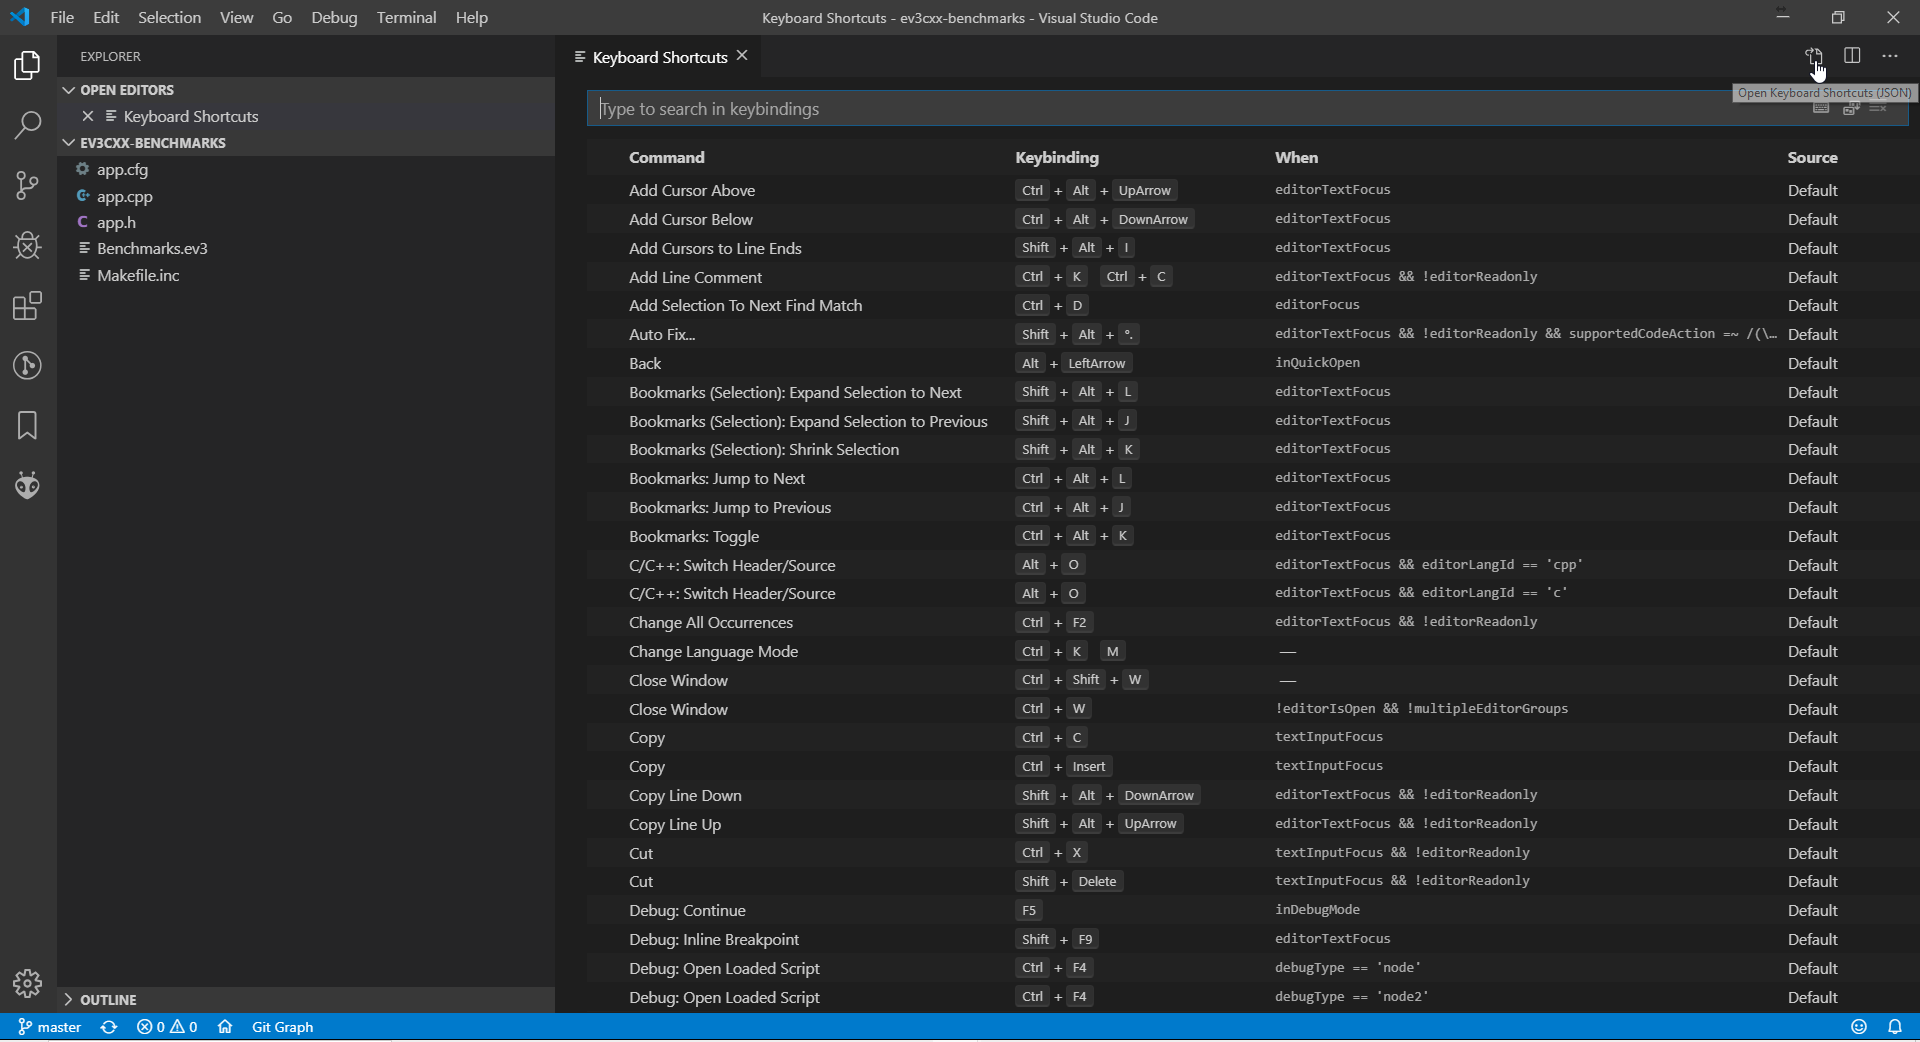 File Edit Selection View Go Debug Terminal Help
Keyboard Shortcuts - ev3cxx-benchmarks - Visual Studio Code
EXPLORER
OPEN EDITORS
Keyboard Shortcuts
EV3CXX-BENCHMARKS
app.cfg
C+ app.cpp
C app.h
Benchmarks.ev3
Makefile.inc
OUTLINE
Keyboard Shortcuts
Open Keyboard Shortcuts (JSON)
Type to search in keybindings
Command Keybinding When Source
Add Cursor Above Ctrl + Alt + UpArrow editorTextFocus Default
Add Cursor Below Ctrl + Alt + DownArrow editorTextFocus Default
Add Cursors to Line Ends Shift + Alt + I editorTextFocus Default
Add Line Comment Ctrl + K Ctrl + C editorTextFocus && !editorReadonly Default
Add Selection To Next Find Match Ctrl + D editorFocus Default
Auto Fix... Shift + Alt + °. editorTextFocus && !editorReadonly && supportedCodeAction =~ /(\… Default
Back Alt + LeftArrow inQuickOpen Default
Bookmarks (Selection): Expand Selection to Next Shift + Alt + L editorTextFocus Default
Bookmarks (Selection): Expand Selection to Previous Shift + Alt + J editorTextFocus Default
Bookmarks (Selection): Shrink Selection Shift + Alt + K editorTextFocus Default
Bookmarks: Jump to Next Ctrl + Alt + L editorTextFocus Default
Bookmarks: Jump to Previous Ctrl + Alt + J editorTextFocus Default
Bookmarks: Toggle Ctrl + Alt + K editorTextFocus Default
C/C++: Switch Header/Source Alt + O editorTextFocus && editorLangId == 'cpp' Default
C/C++: Switch Header/Source Alt + O editorTextFocus && editorLangId == 'c' Default
Change All Occurrences Ctrl + F2 editorTextFocus && !editorReadonly Default
Change Language Mode Ctrl + K M — Default
Close Window Ctrl + Shift + W — Default
Close Window Ctrl + W !editorIsOpen && !multipleEditorGroups Default
Copy Ctrl + C textInputFocus Default
Copy Ctrl + Insert textInputFocus Default
Copy Line Down Shift + Alt + DownArrow editorTextFocus && !editorReadonly Default
Copy Line Up Shift + Alt + UpArrow editorTextFocus && !editorReadonly Default
Cut Ctrl + X textInputFocus && !editorReadonly Default
Cut Shift + Delete textInputFocus && !editorReadonly Default
Debug: Continue F5 inDebugMode Default
Debug: Inline Breakpoint Shift + F9 editorTextFocus Default
Debug: Open Loaded Script Ctrl + F4 debugType == 'node' Default
Debug: Open Loaded Script Ctrl + F4 debugType == 'node2' Default
master 0 0 Git Graph